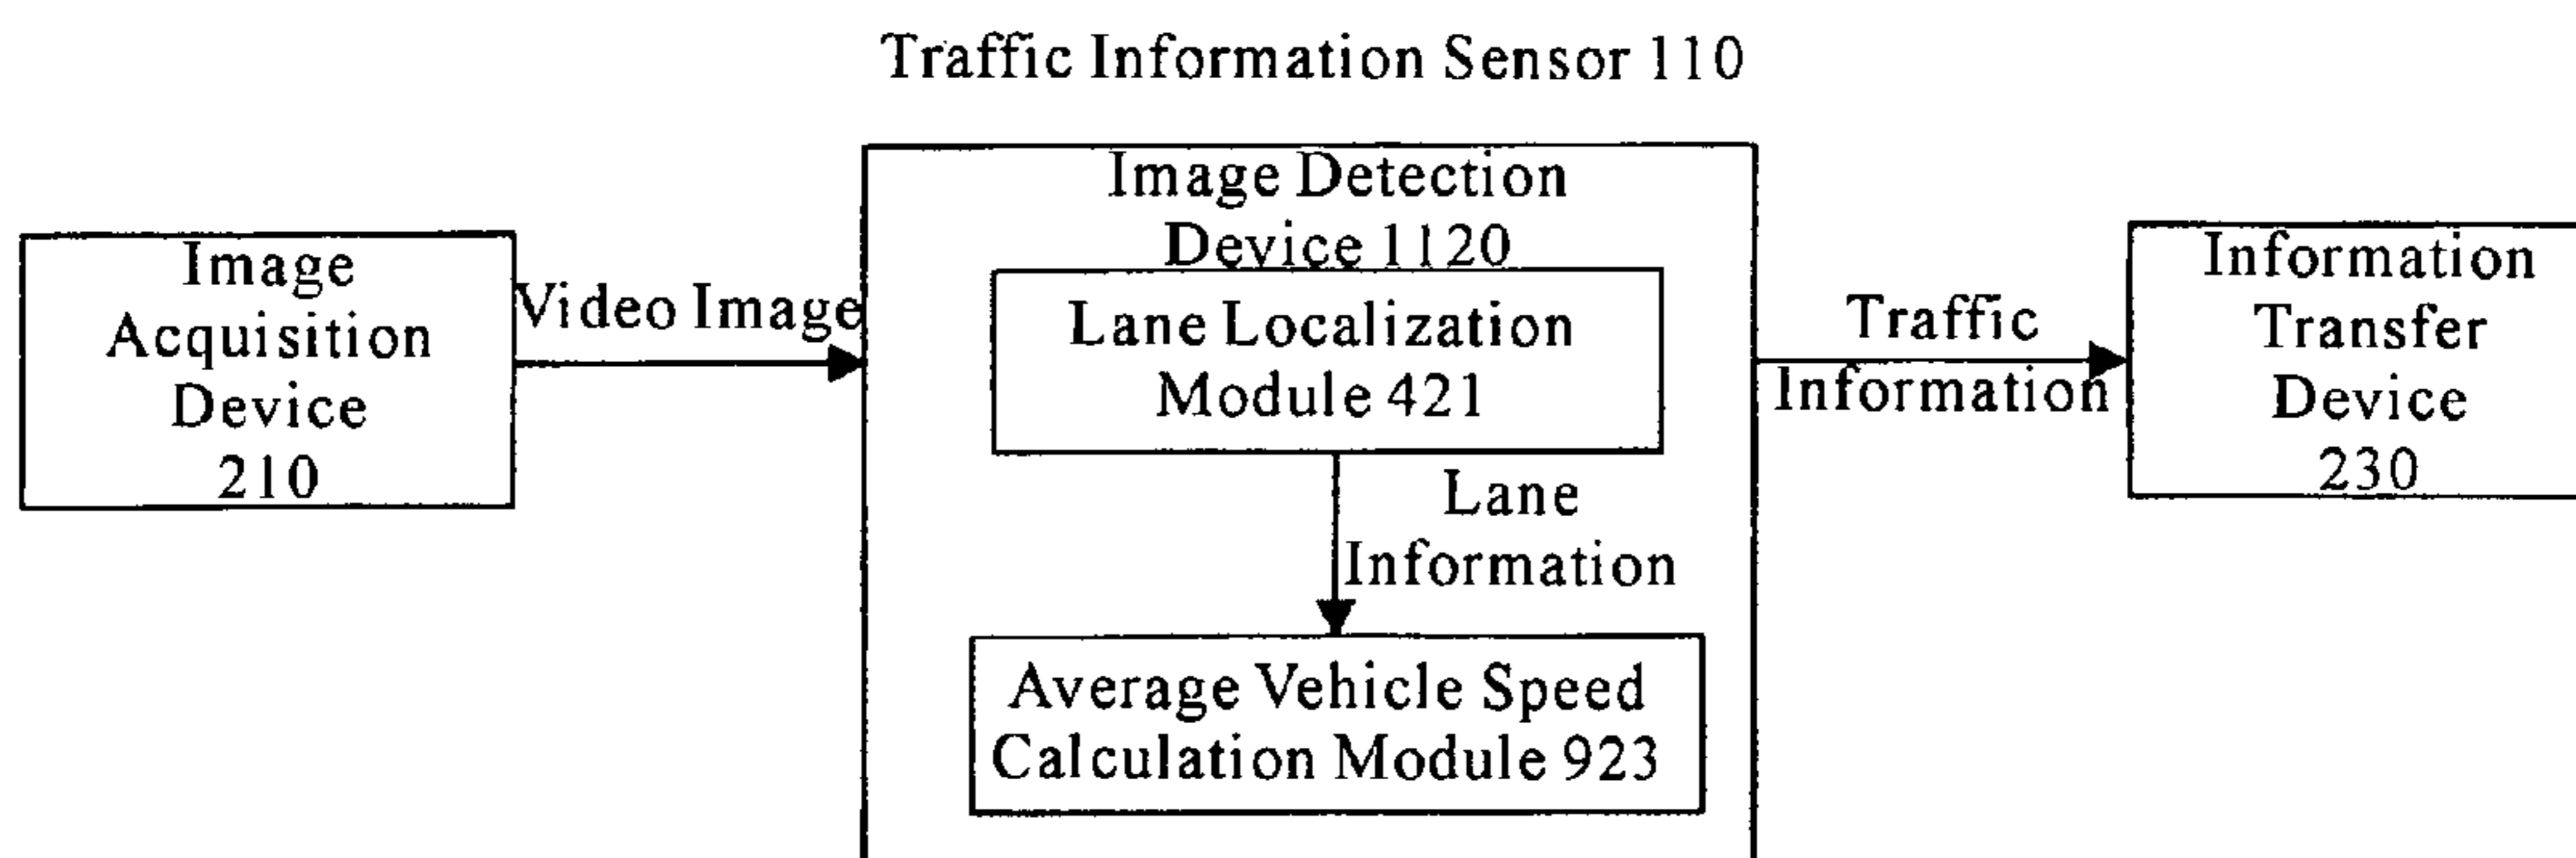 Traffic Information Sensor 110
Image
Acquisition
Device
210
Video Image
Image Detection
Device 1120
Lane Localization
Module 421
Lane
Information
Average Vehicle Speed
Calculation Module 923
Traffic
Information
Information
Transfer
Device
230